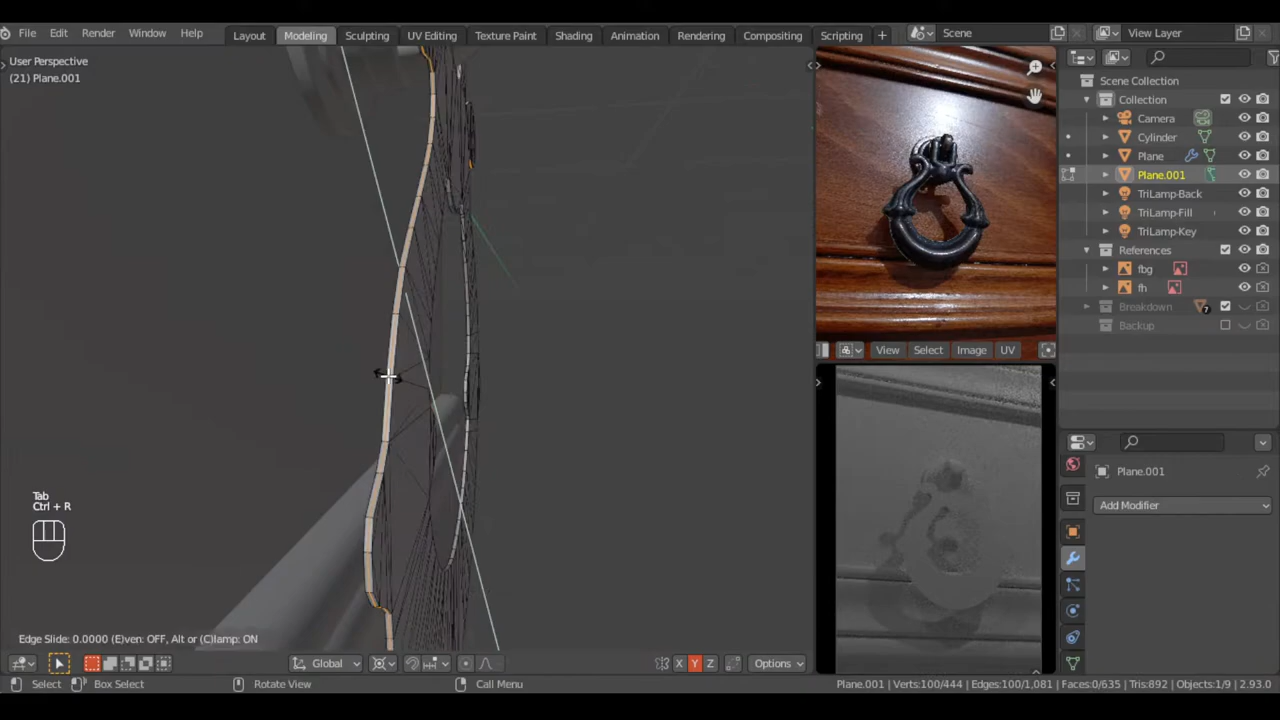 File Edit Render Window Help Layout Modeling Sculpting UV Editing Texture Paint Shading Animation Rendering Compositing Scripting Scene View Layer
User Perspective
(21) Plane.001
Scene Collection
Collection
Camera
Cylinder
Plane
Plane.001
TriLamp-Back
TriLamp-Fill
TriLamp-Key
References
fbg
fh
Breakdown
7
Backup
View Select Image UV
Plane.001
Add Modifier
Tab
Ctrl + R
Edge Slide: 0.0000 (E)ven: OFF, Alt or (C)lamp: ON
Global X Y Z Options
Select Box Select Rotate View Call Menu Plane.001 | Verts:100/444 | Edges:100/1,081 | Faces:0/635 | Tris:892 | Objects:1/9 | 2.93.0